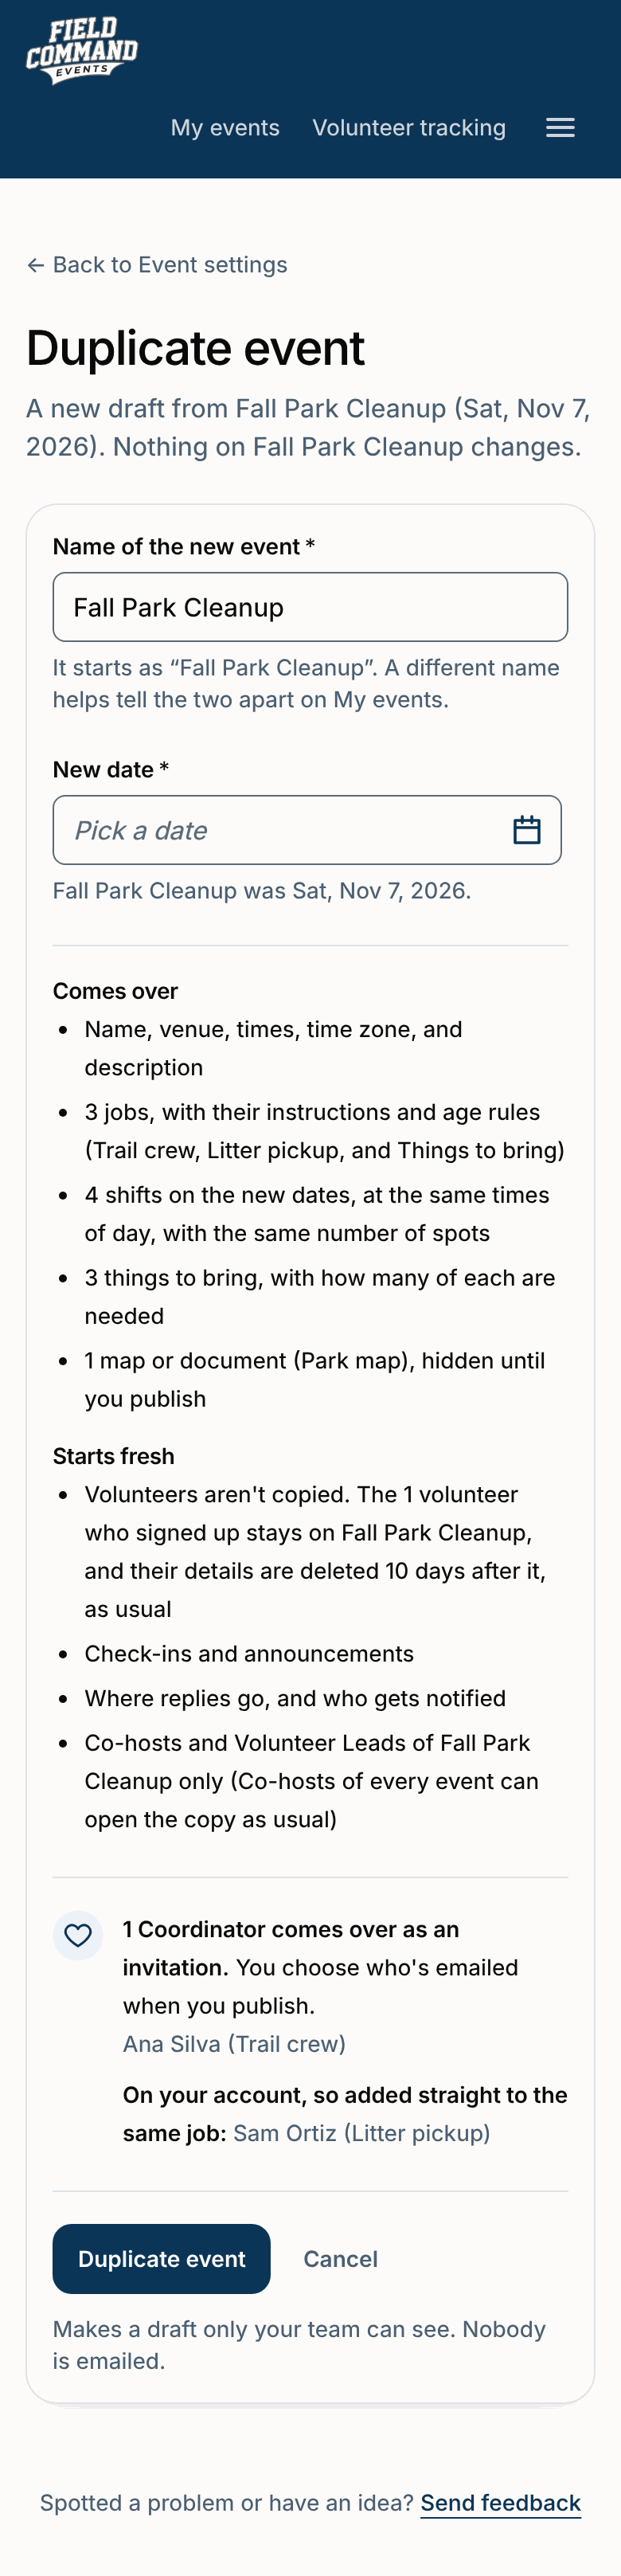 FIELD
COMMAND
EVENTS
My events Volunteer tracking
← Back to Event settings
Duplicate event
A new draft from Fall Park Cleanup (Sat, Nov 7,
2026). Nothing on Fall Park Cleanup changes.
Name of the new event *
Fall Park Cleanup
It starts as “Fall Park Cleanup”. A different name
helps tell the two apart on My events.
New date *
Pick a date
Fall Park Cleanup was Sat, Nov 7, 2026.
Comes over
• Name, venue, times, time zone, and
description
• 3 jobs, with their instructions and age rules
(Trail crew, Litter pickup, and Things to bring)
• 4 shifts on the new dates, at the same times
of day, with the same number of spots
• 3 things to bring, with how many of each are
needed
• 1 map or document (Park map), hidden until
you publish
Starts fresh
• Volunteers aren't copied. The 1 volunteer
who signed up stays on Fall Park Cleanup,
and their details are deleted 10 days after it,
as usual
• Check-ins and announcements
• Where replies go, and who gets notified
• Co-hosts and Volunteer Leads of Fall Park
Cleanup only (Co-hosts of every event can
open the copy as usual)
1 Coordinator comes over as an
invitation. You choose who's emailed
when you publish.
Ana Silva (Trail crew)
On your account, so added straight to the
same job: Sam Ortiz (Litter pickup)
Duplicate event Cancel
Makes a draft only your team can see. Nobody
is emailed.
Spotted a problem or have an idea? Send feedback